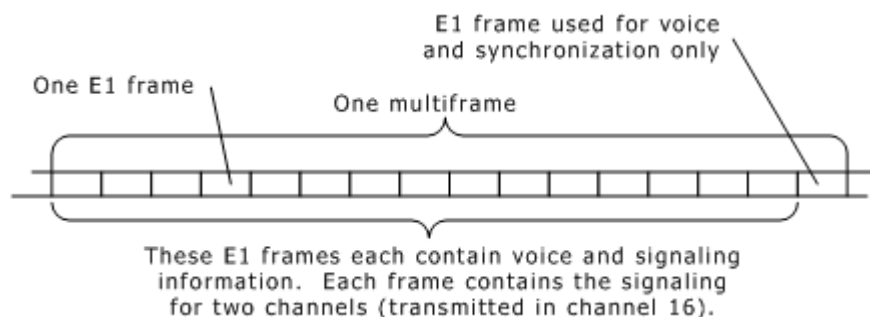 E1 frame used for voice
and synchronization only
One E1 frame
One multiframe
These E1 frames each contain voice and signaling
information. Each frame contains the signaling
for two channels (transmitted in channel 16).